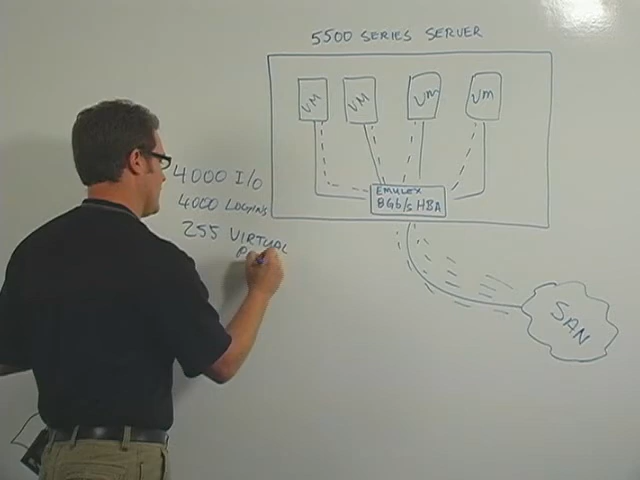 5500 SERIES SERVER
VM VM VM VM
EMULEX
8Gb/s HBA
4000 I/O
4000 LOGINS
255 VIRTUAL
SAN